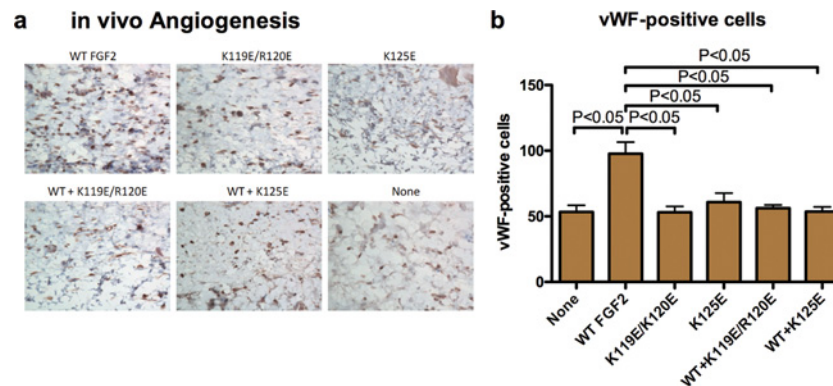 a in vivo Angiogenesis
WT FGF2 K119E/R120E K125E
WT + K119E/R120E WT + K125E None
b vWF-positive cells
P<0.05
P<0.05
P<0.05
P<0.05 P<0.05
vWF-positive cells
150
100
50
0
None
WT FGF2
K119E/K120E
K125E
WT+K119E/R120E
WT+K125E